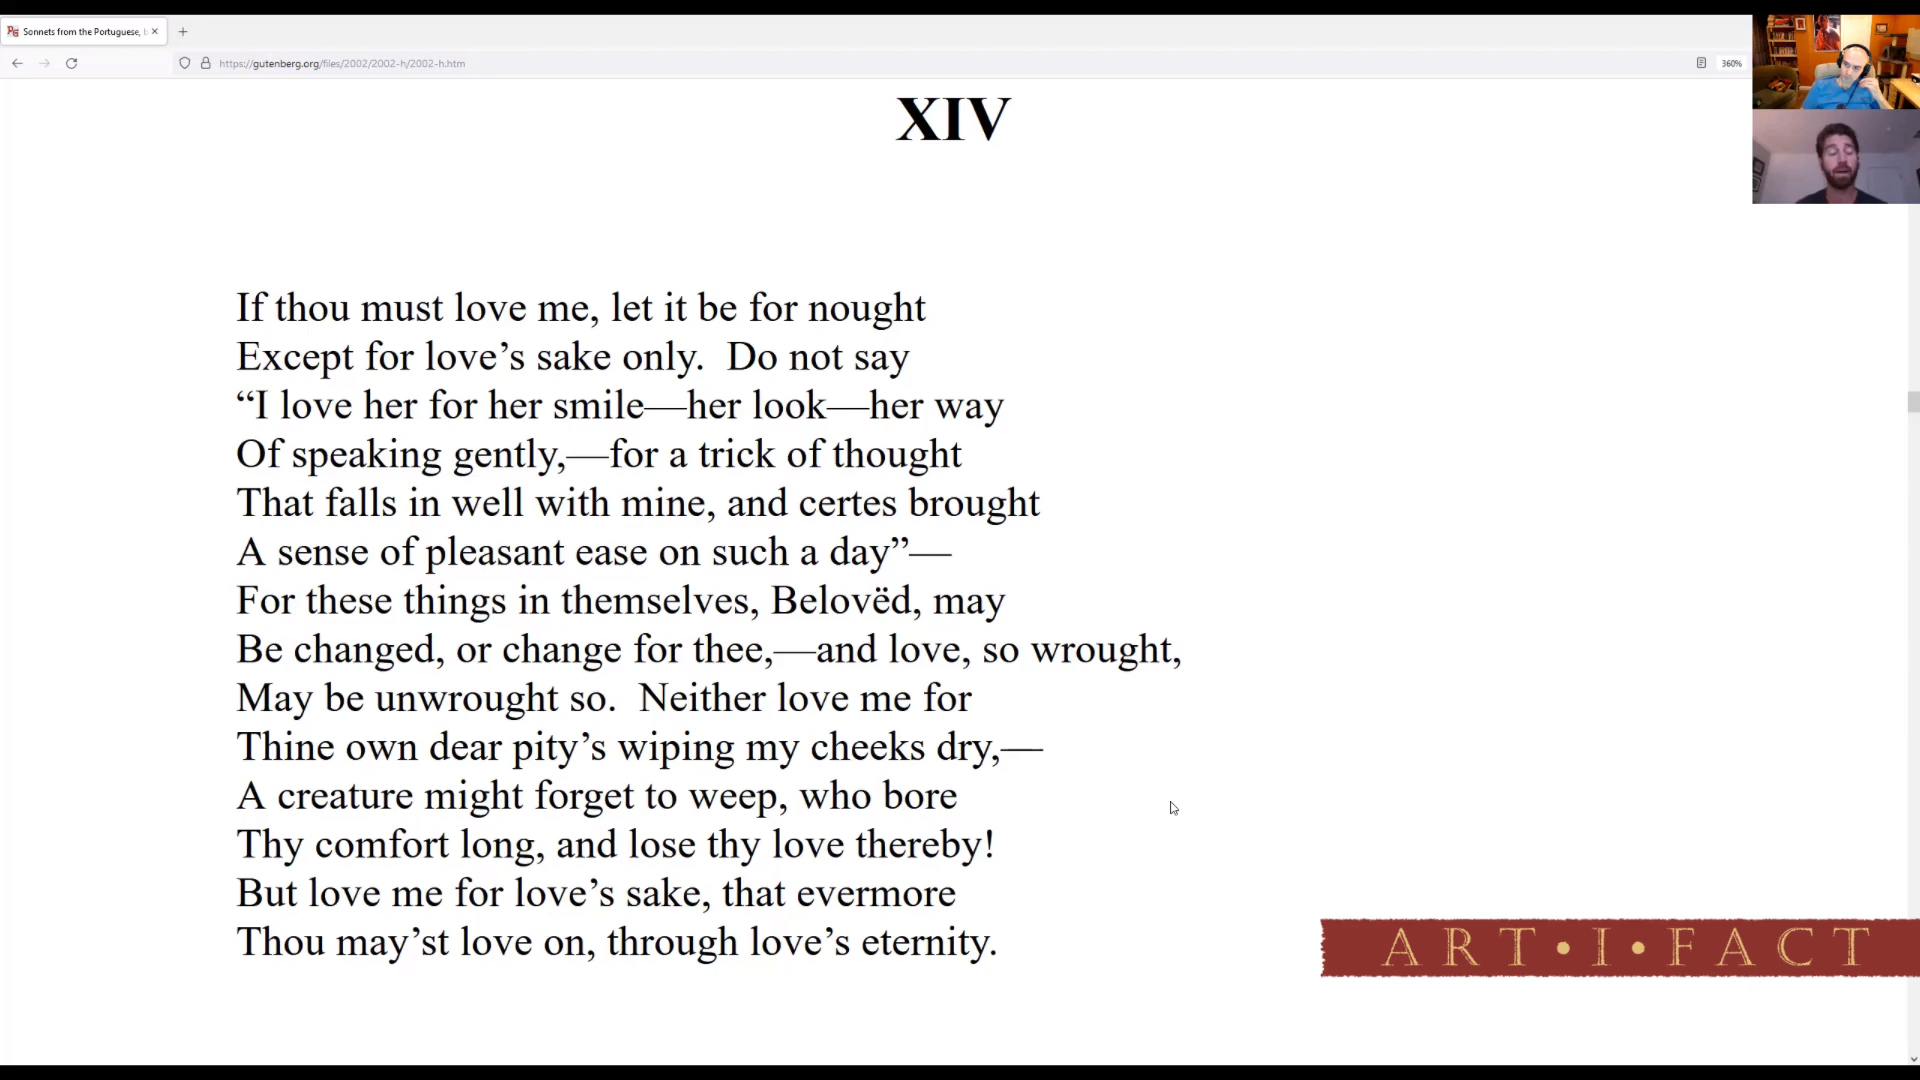 Sonnets from the Portuguese,
https://gutenberg.org/files/2002/2002-h/2002-h.htm
360%
XIV
If thou must love me, let it be for nought
Except for love’s sake only.  Do not say
“I love her for her smile—her look—her way
Of speaking gently,—for a trick of thought
That falls in well with mine, and certes brought
A sense of pleasant ease on such a day”—
For these things in themselves, Belovëd, may
Be changed, or change for thee,—and love, so wrought,
May be unwrought so.  Neither love me for
Thine own dear pity’s wiping my cheeks dry,—
A creature might forget to weep, who bore
Thy comfort long, and lose thy love thereby!
But love me for love’s sake, that evermore
Thou may’st love on, through love’s eternity.
ART•I•FACT